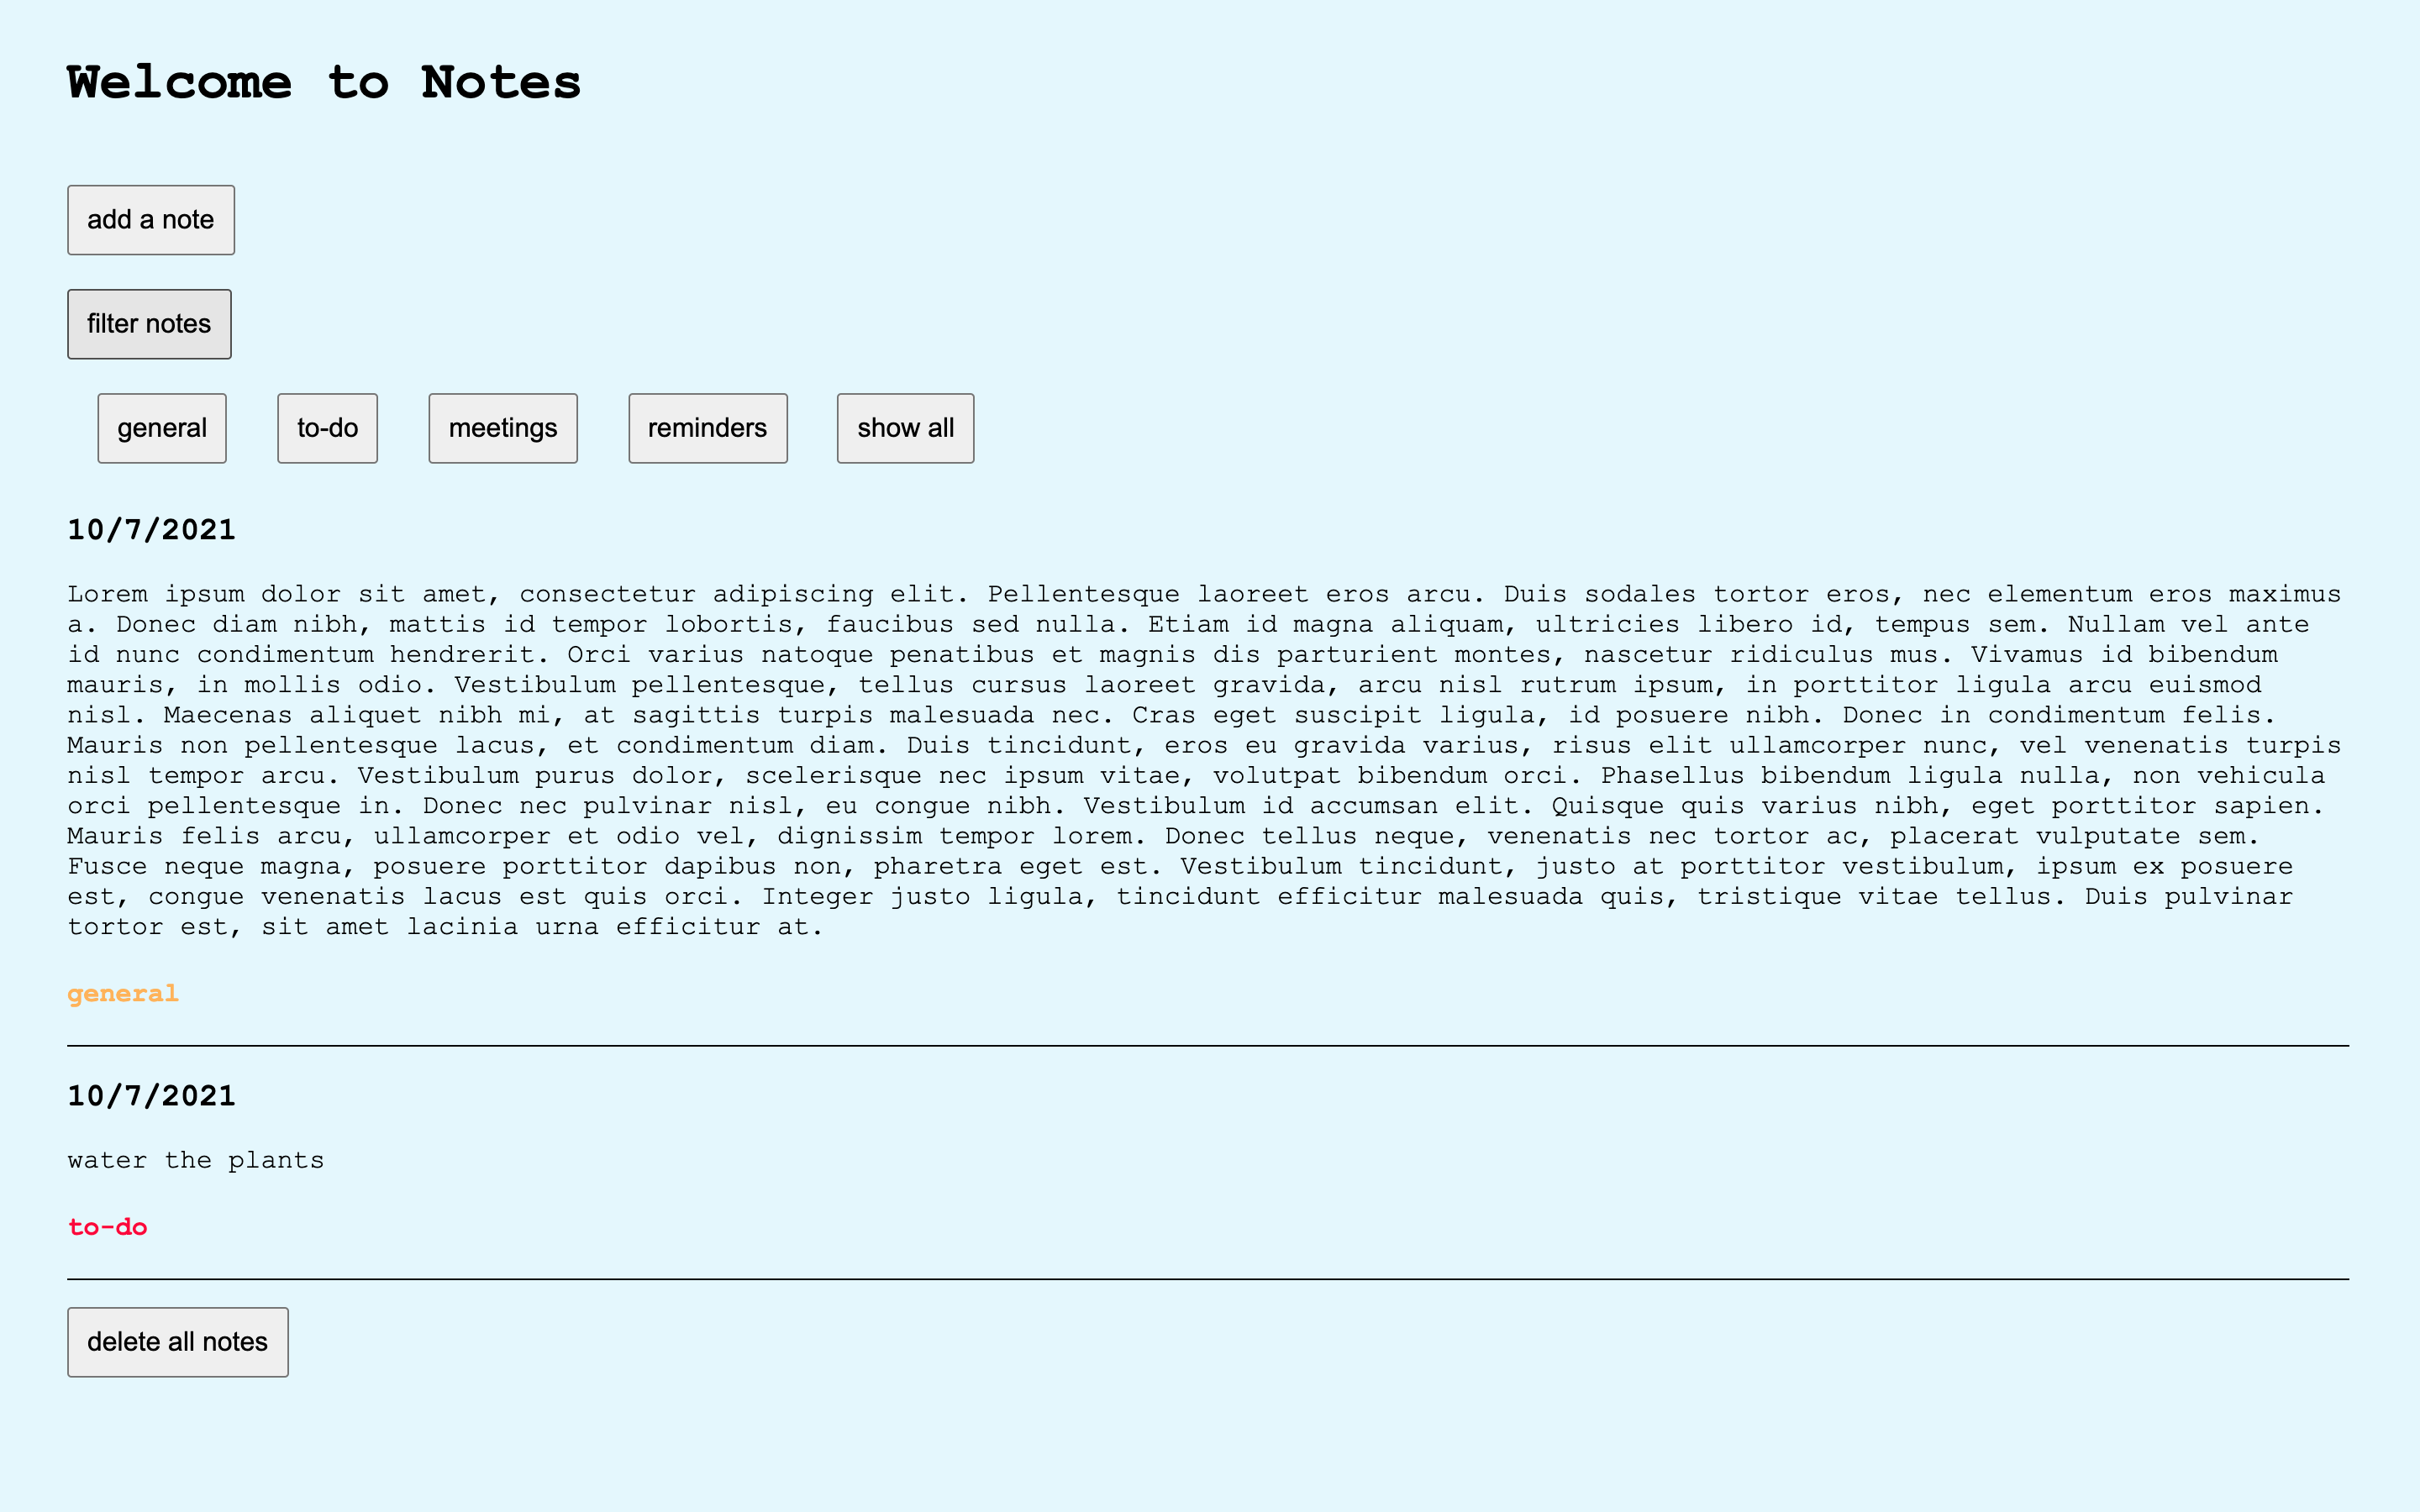 Welcome to Notes
add a note
filter notes
general to-do meetings reminders show all
10/7/2021
Lorem ipsum dolor sit amet, consectetur adipiscing elit. Pellentesque laoreet eros arcu. Duis sodales tortor eros, nec elementum eros maximus
a. Donec diam nibh, mattis id tempor lobortis, faucibus sed nulla. Etiam id magna aliquam, ultricies libero id, tempus sem. Nullam vel ante
id nunc condimentum hendrerit. Orci varius natoque penatibus et magnis dis parturient montes, nascetur ridiculus mus. Vivamus id bibendum
mauris, in mollis odio. Vestibulum pellentesque, tellus cursus laoreet gravida, arcu nisl rutrum ipsum, in porttitor ligula arcu euismod
nisl. Maecenas aliquet nibh mi, at sagittis turpis malesuada nec. Cras eget suscipit ligula, id posuere nibh. Donec in condimentum felis.
Mauris non pellentesque lacus, et condimentum diam. Duis tincidunt, eros eu gravida varius, risus elit ullamcorper nunc, vel venenatis turpis
nisl tempor arcu. Vestibulum purus dolor, scelerisque nec ipsum vitae, volutpat bibendum orci. Phasellus bibendum ligula nulla, non vehicula
orci pellentesque in. Donec nec pulvinar nisl, eu congue nibh. Vestibulum id accumsan elit. Quisque quis varius nibh, eget porttitor sapien.
Mauris felis arcu, ullamcorper et odio vel, dignissim tempor lorem. Donec tellus neque, venenatis nec tortor ac, placerat vulputate sem.
Fusce neque magna, posuere porttitor dapibus non, pharetra eget est. Vestibulum tincidunt, justo at porttitor vestibulum, ipsum ex posuere
est, congue venenatis lacus est quis orci. Integer justo ligula, tincidunt efficitur malesuada quis, tristique vitae tellus. Duis pulvinar
tortor est, sit amet lacinia urna efficitur at.
general
10/7/2021
water the plants
to-do
delete all notes